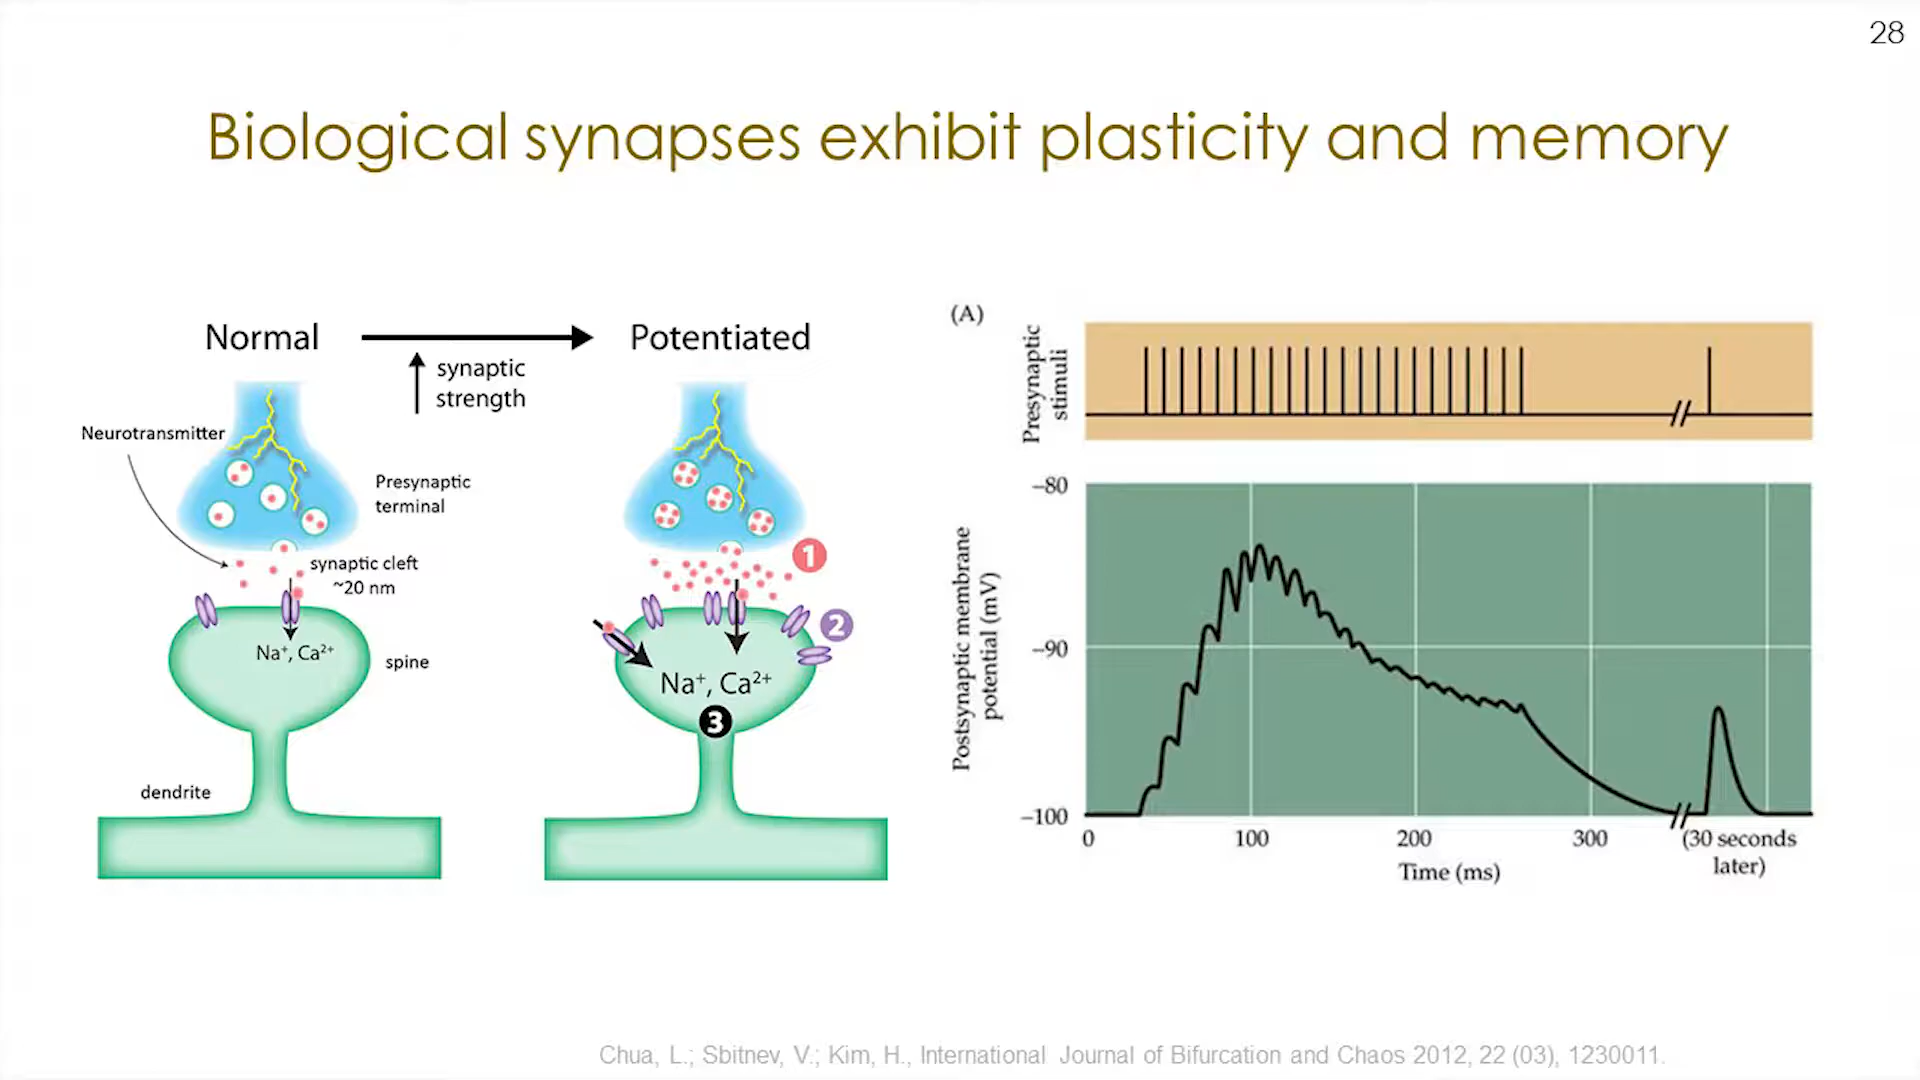 28
Biological synapses exhibit plasticity and memory
Normal
Potentiated
synaptic
strength
Neurotransmitter
Presynaptic
terminal
synaptic cleft
~20 nm
Na⁺, Ca²⁺
spine
dendrite
1
2
Na⁺, Ca²⁺
3
(A)
Presynaptic
stimuli
Postsynaptic membrane
potential (mV)
–80
–90
–100
0
100
200
300
(30 seconds
later)
Time (ms)
Chua, L.; Sbitnev, V.; Kim, H., International Journal of Bifurcation and Chaos 2012, 22 (03), 1230011.